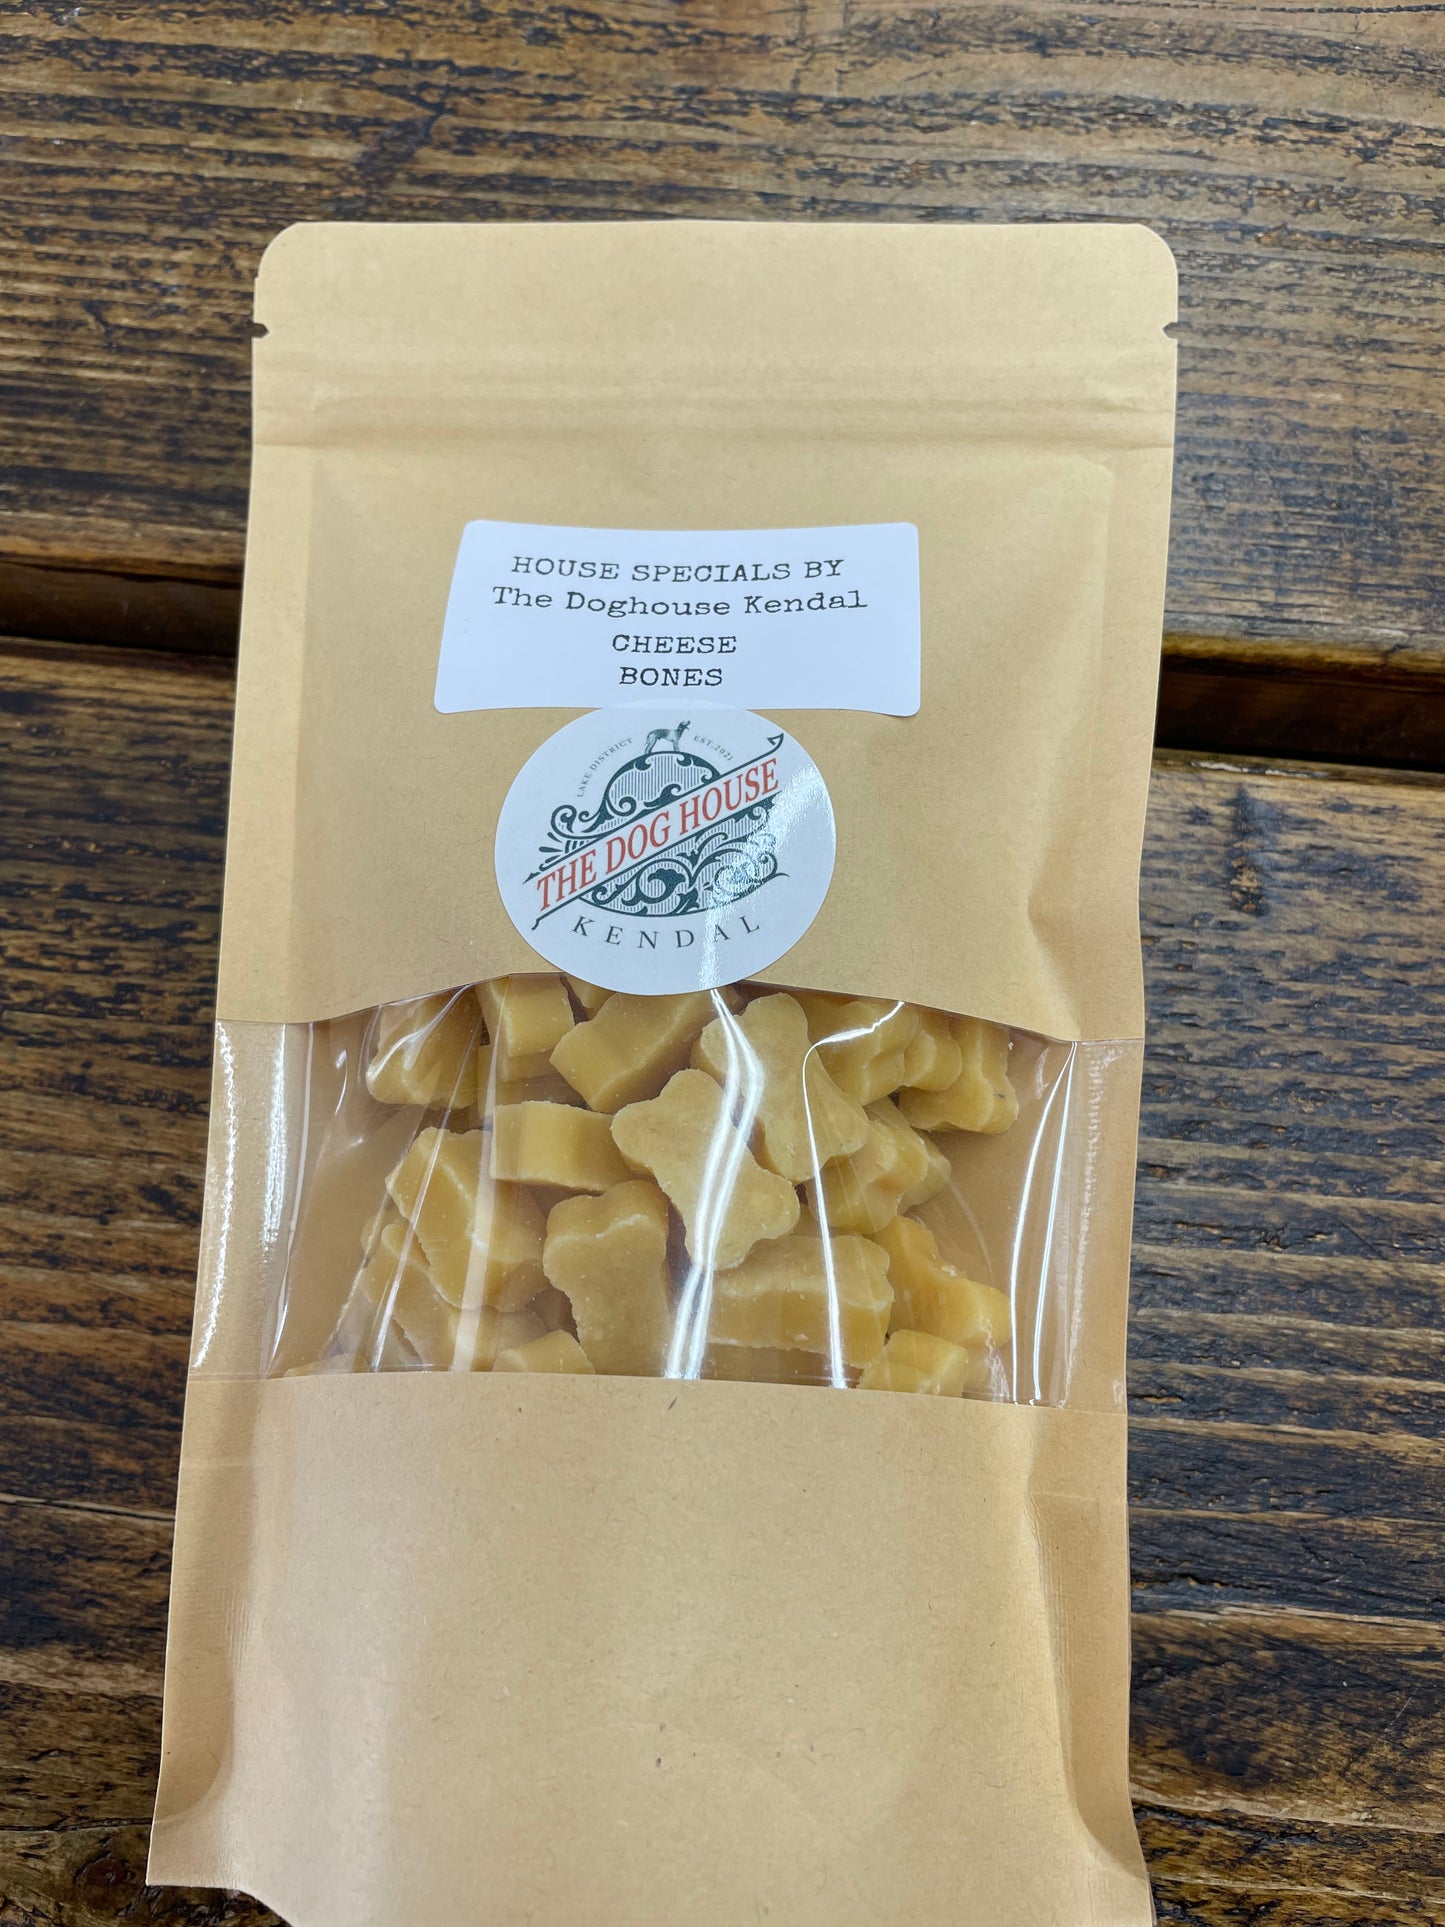 HOUSE SPECIALS BY
The Doghouse Kendal
CHEESE
BONES
LAKE DISTRICT EST. 2021
THE DOG HOUSE
KENDAL